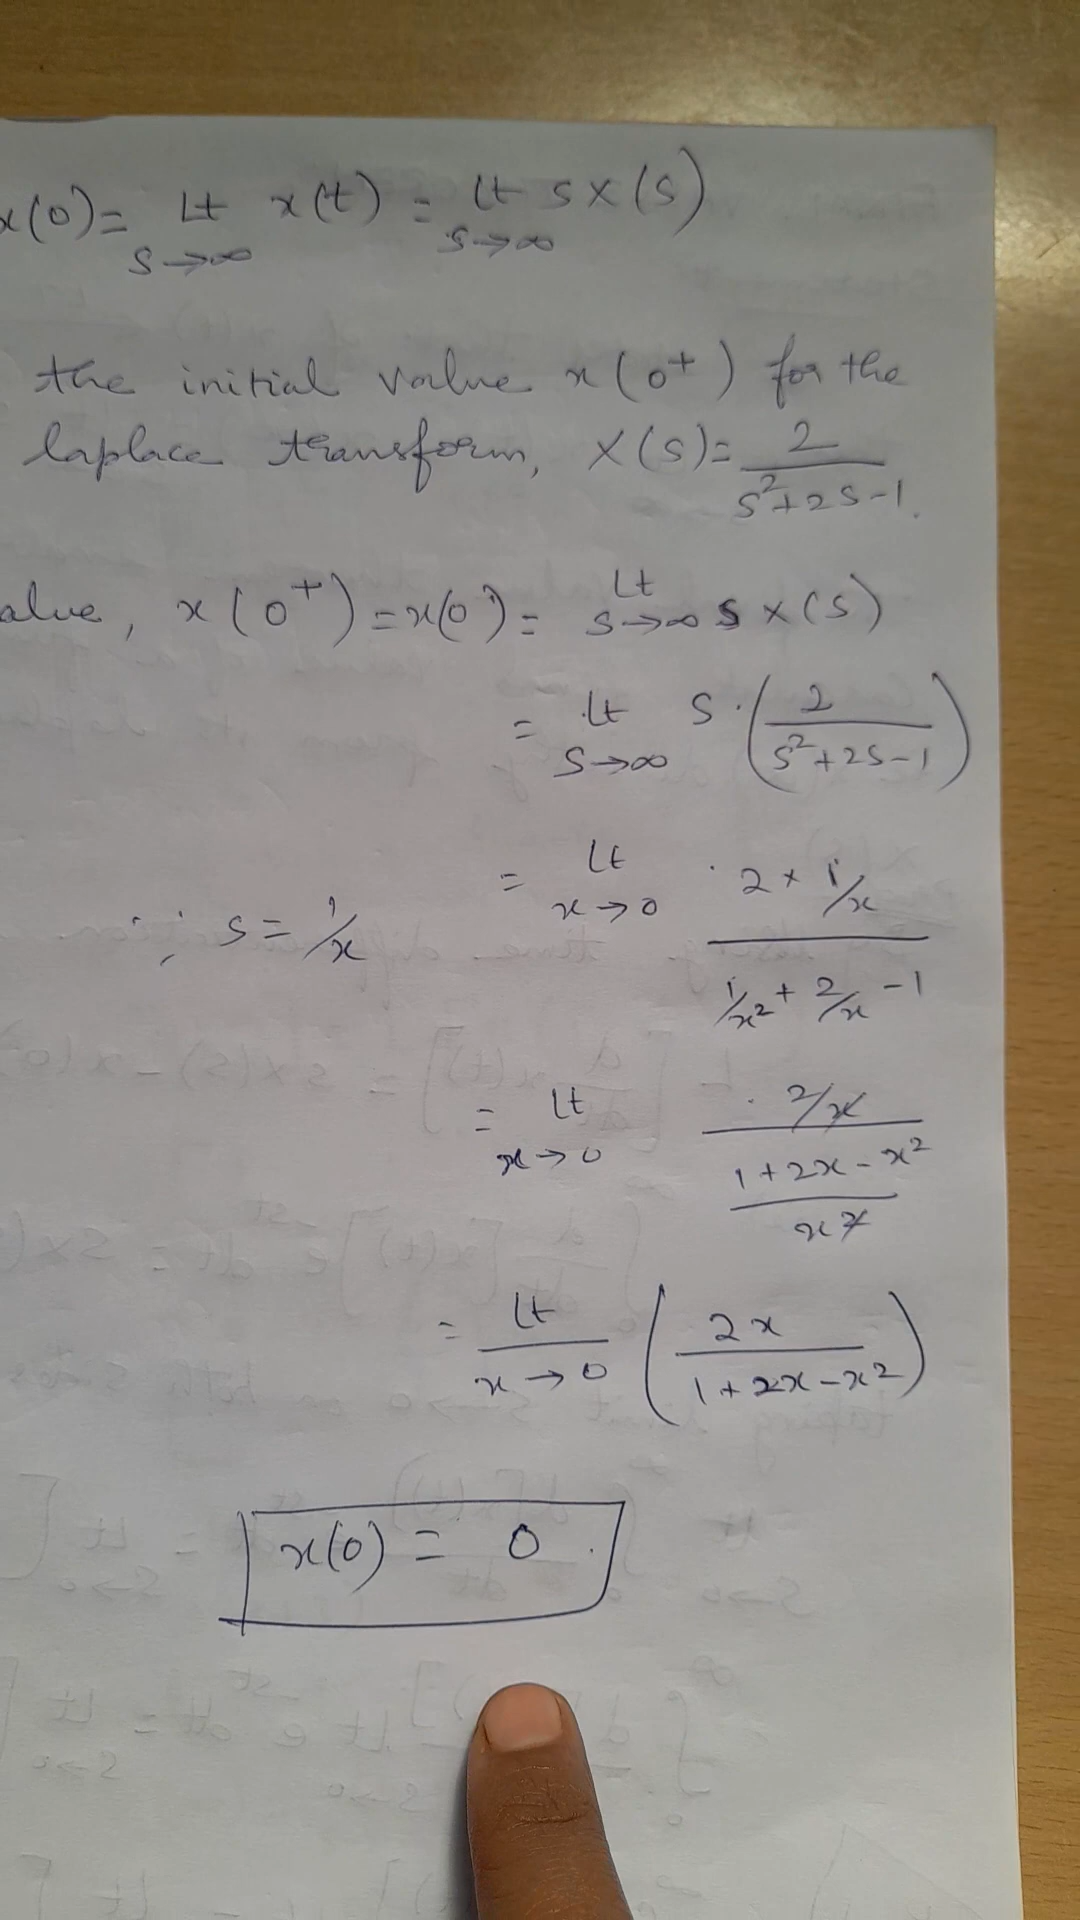 x(0) = Lt x(t) = Lt s X(s)
s→∞ s→∞
the initial value x(0+) for the
laplace transform, X(s) = 2/(s²+2s-1).
alue, x(0+) = x(0) = Lt s→∞ s X(s)
= Lt s→∞ s·(2/(s²+2s-1))
∵ s = 1/x = Lt x→0 (2×1/x)/(1/x² + 2/x - 1)
= Lt x→0 (2/x)/((1+2x-x²)/x²)
= Lt/x→0 (2x/(1+2x-x²))
x(0) = 0.